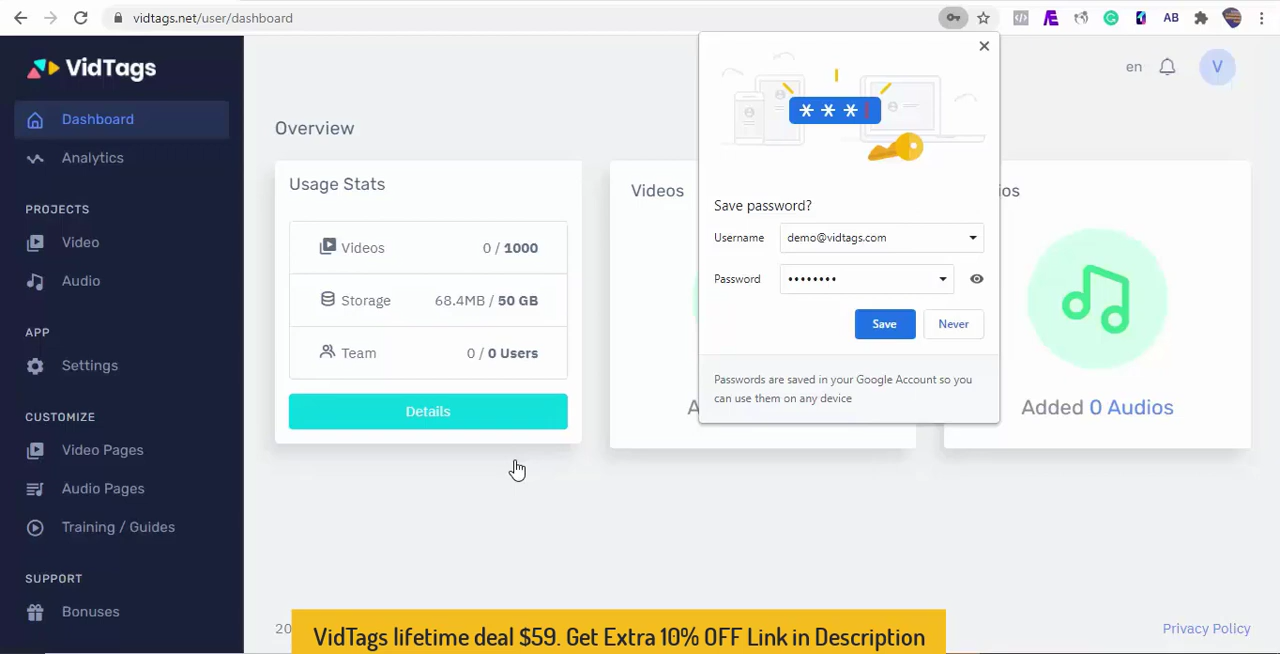 vidtags.net/user/dashboard
AB
VidTags
en
V
Dashboard
Analytics
PROJECTS
Video
Audio
APP
Settings
CUSTOMIZE
Video Pages
Audio Pages
Training / Guides
SUPPORT
Bonuses
Overview
Usage Stats
Videos 0 / 1000
Storage 68.4MB / 50 GB
Team 0 / 0 Users
Details
Videos
* * *
Save password?
Username demo@vidtags.com
Password ••••••••
Save Never
Passwords are saved in your Google Account so you
can use them on any device
Added 0 Audios
VidTags lifetime deal $59. Get Extra 10% OFF Link in Description
Privacy Policy